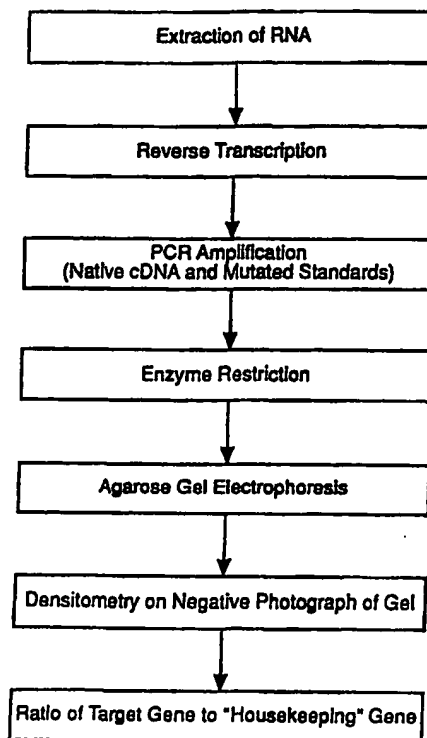 Extraction of RNA
Reverse Transcription
PCR Amplification
(Native cDNA and Mutated Standards)
Enzyme Restriction
Agarose Gel Electrophoresis
Densitometry on Negative Photograph of Gel
Ratio of Target Gene to "Housekeeping" Gene